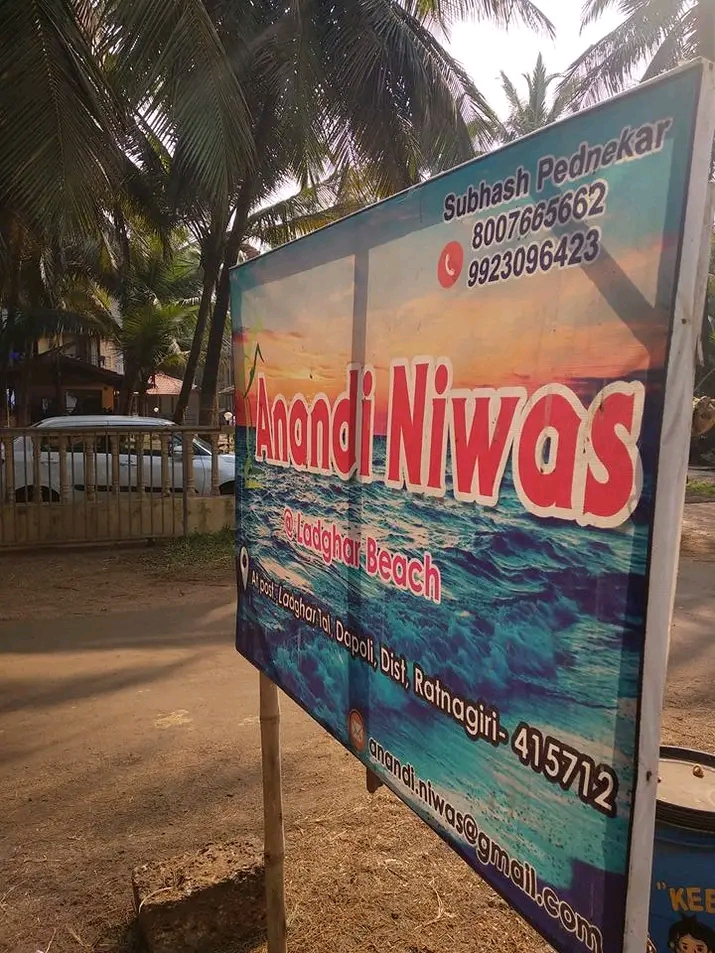 Subhash Pednekar
8007665662
9923096423
Anandi Niwas
@ Ladghar Beach
At post, Ladghar Tal, Dapoli, Dist, Ratnagiri- 415712
anandi.niwas@gmail.com
"KEE